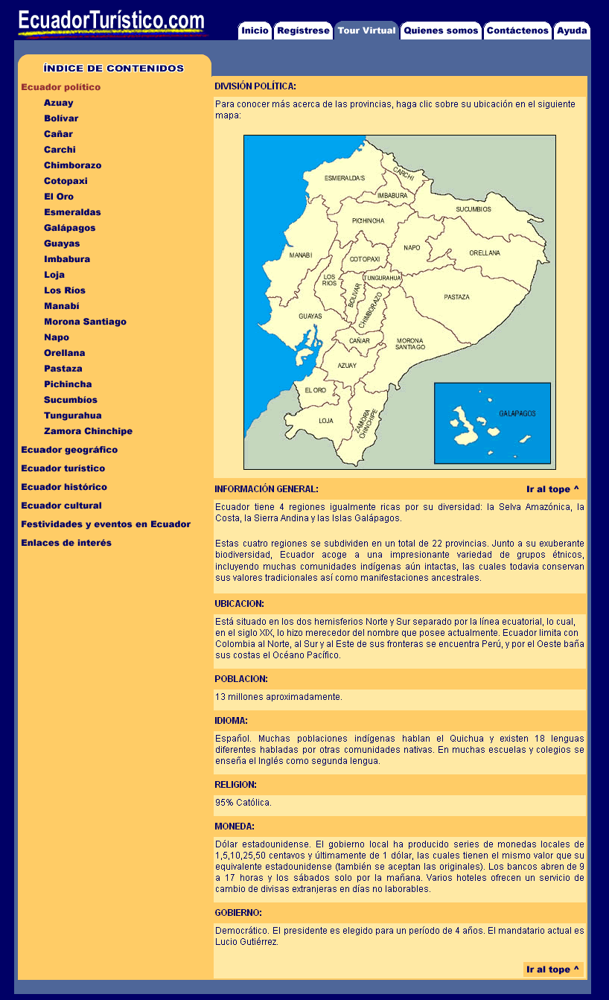 EcuadorTurístico.com
Inicio
Regístrese
Tour Virtual
Quienes somos
Contáctenos
Ayuda
ÍNDICE DE CONTENIDOS
Ecuador político
Azuay
Bolívar
Cañar
Carchi
Chimborazo
Cotopaxi
El Oro
Esmeraldas
Galápagos
Guayas
Imbabura
Loja
Los Ríos
Manabí
Morona Santiago
Napo
Orellana
Pastaza
Pichincha
Sucumbíos
Tungurahua
Zamora Chinchipe
Ecuador geográfico
Ecuador turístico
Ecuador histórico
Ecuador cultural
Festividades y eventos en Ecuador
Enlaces de interés
DIVISIÓN POLÍTICA:
Para conocer más acerca de las provincias, haga clic sobre su ubicación en el siguiente
mapa:
CARCHI
ESMERALDAS
IMBABURA
SUCUMBIOS
PICHINCHA
NAPO
ORELLANA
MANABI
COTOPAXI
LOS
RIOS
TUNGURAHUA
BOLIVAR
CHIMBORAZO
PASTAZA
GUAYAS
CAÑAR
MORONA
SANTIAGO
AZUAY
EL ORO
LOJA
ZAMORA
CHINCHIPE
GALAPAGOS
INFORMACIÓN GENERAL:
Ir al tope ^
Ecuador tiene 4 regiones igualmente ricas por su diversidad: la Selva Amazónica, la
Costa, la Sierra Andina y las Islas Galápagos.
Estas cuatro regiones se subdividen en un total de 22 provincias. Junto a su exuberante
biodiversidad, Ecuador acoge a una impresionante variedad de grupos étnicos,
incluyendo muchas comunidades indígenas aún intactas, las cuales todavia conservan
sus valores tradicionales así como manifestaciones ancestrales.
UBICACION:
Está situado en los dos hemisferios Norte y Sur separado por la línea ecuatorial, lo cual,
en el siglo XIX, lo hizo merecedor del nombre que posee actualmente. Ecuador limita con
Colombia al Norte, al Sur y al Este de sus fronteras se encuentra Perú, y por el Oeste baña
sus costas el Océano Pacífico.
POBLACION:
13 millones aproximadamente.
IDIOMA:
Español. Muchas poblaciones indígenas hablan el Quichua y existen 18 lenguas
diferentes habladas por otras comunidades nativas. En muchas escuelas y colegios se
enseña el Inglés como segunda lengua.
RELIGION:
95% Católica.
MONEDA:
Dólar estadounidense. El gobierno local ha producido series de monedas locales de
1,5,10,25,50 centavos y últimamente de 1 dólar, las cuales tienen el mismo valor que su
equivalente estadounidense (también se aceptan las originales). Los bancos abren de 9
a 17 horas y los sábados solo por la mañana. Varios hoteles ofrecen un servicio de
cambio de divisas extranjeras en días no laborables.
GOBIERNO:
Democrático. El presidente es elegido para un período de 4 años. El mandatario actual es
Lucio Gutiérrez.
Ir al tope ^